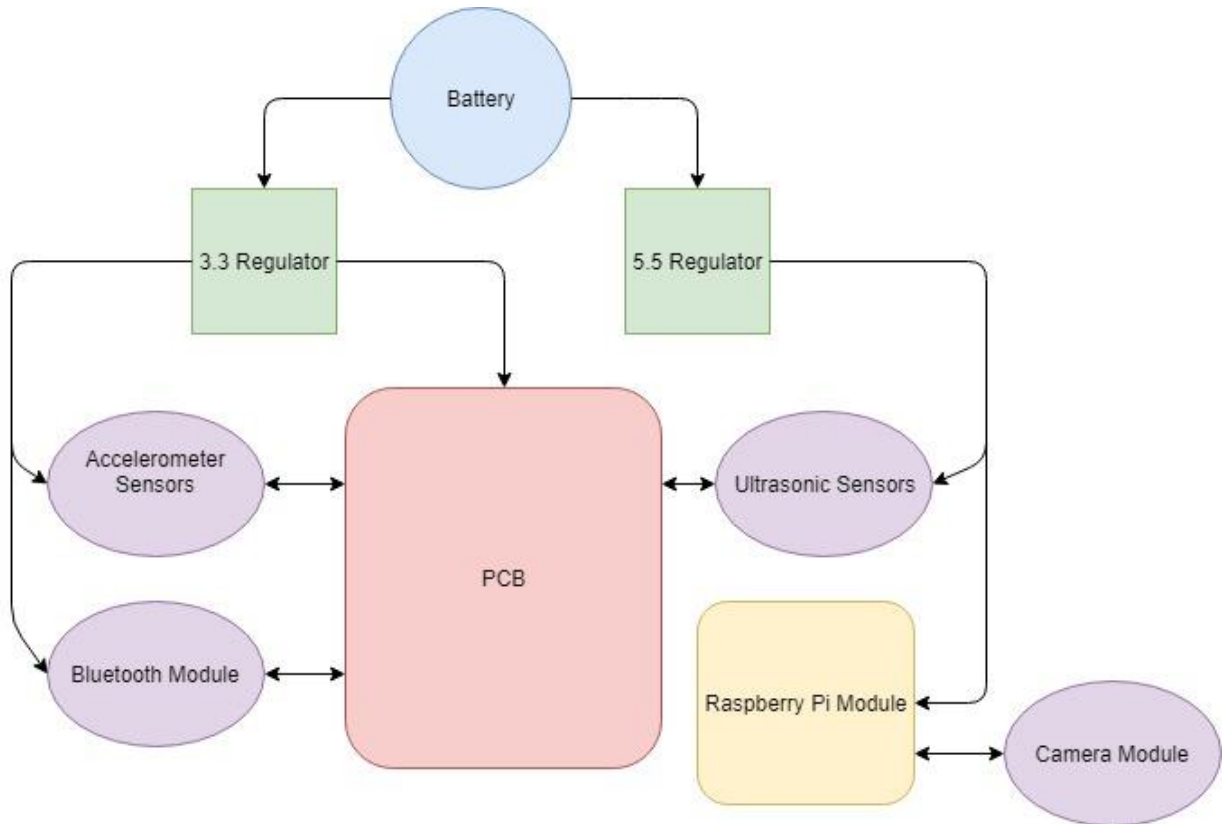 Battery
3.3 Regulator
5.5 Regulator
Accelerometer
Sensors
Ultrasonic Sensors
PCB
Bluetooth Module
Raspberry Pi Module
Camera Module